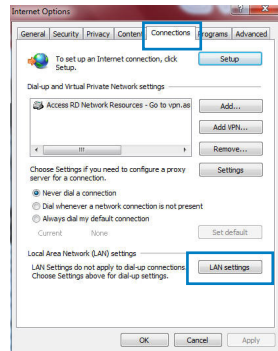 Internet Options
General Security Privacy Content Connections Programs Advanced
To set up an Internet connection, click
Setup.
Setup
Dial-up and Virtual Private Network settings
Access RD Network Resources - Go to vpn.as
Add...
Add VPN...
Remove...
Choose Settings if you need to configure a proxy
server for a connection.
Settings
Never dial a connection
Dial whenever a network connection is not present
Always dial my default connection
Current None
Set default
Local Area Network (LAN) settings
LAN Settings do not apply to dial-up connections.
Choose Settings above for dial-up settings.
LAN settings
OK Cancel Apply